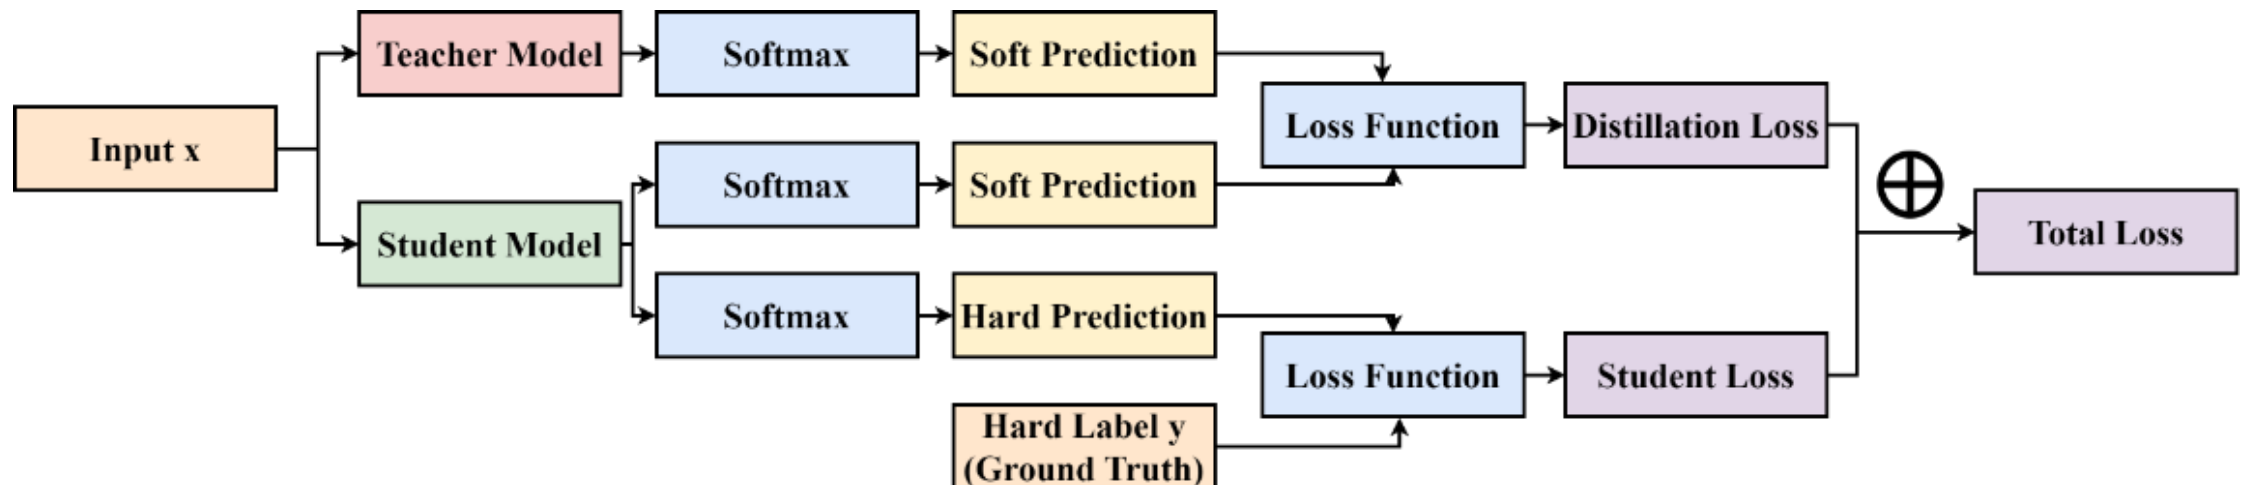 Teacher Model
Softmax
Soft Prediction
Input x
Loss Function
Distillation Loss
Softmax
Soft Prediction
Student Model
Total Loss
Softmax
Hard Prediction
Loss Function
Student Loss
Hard Label y
(Ground Truth)